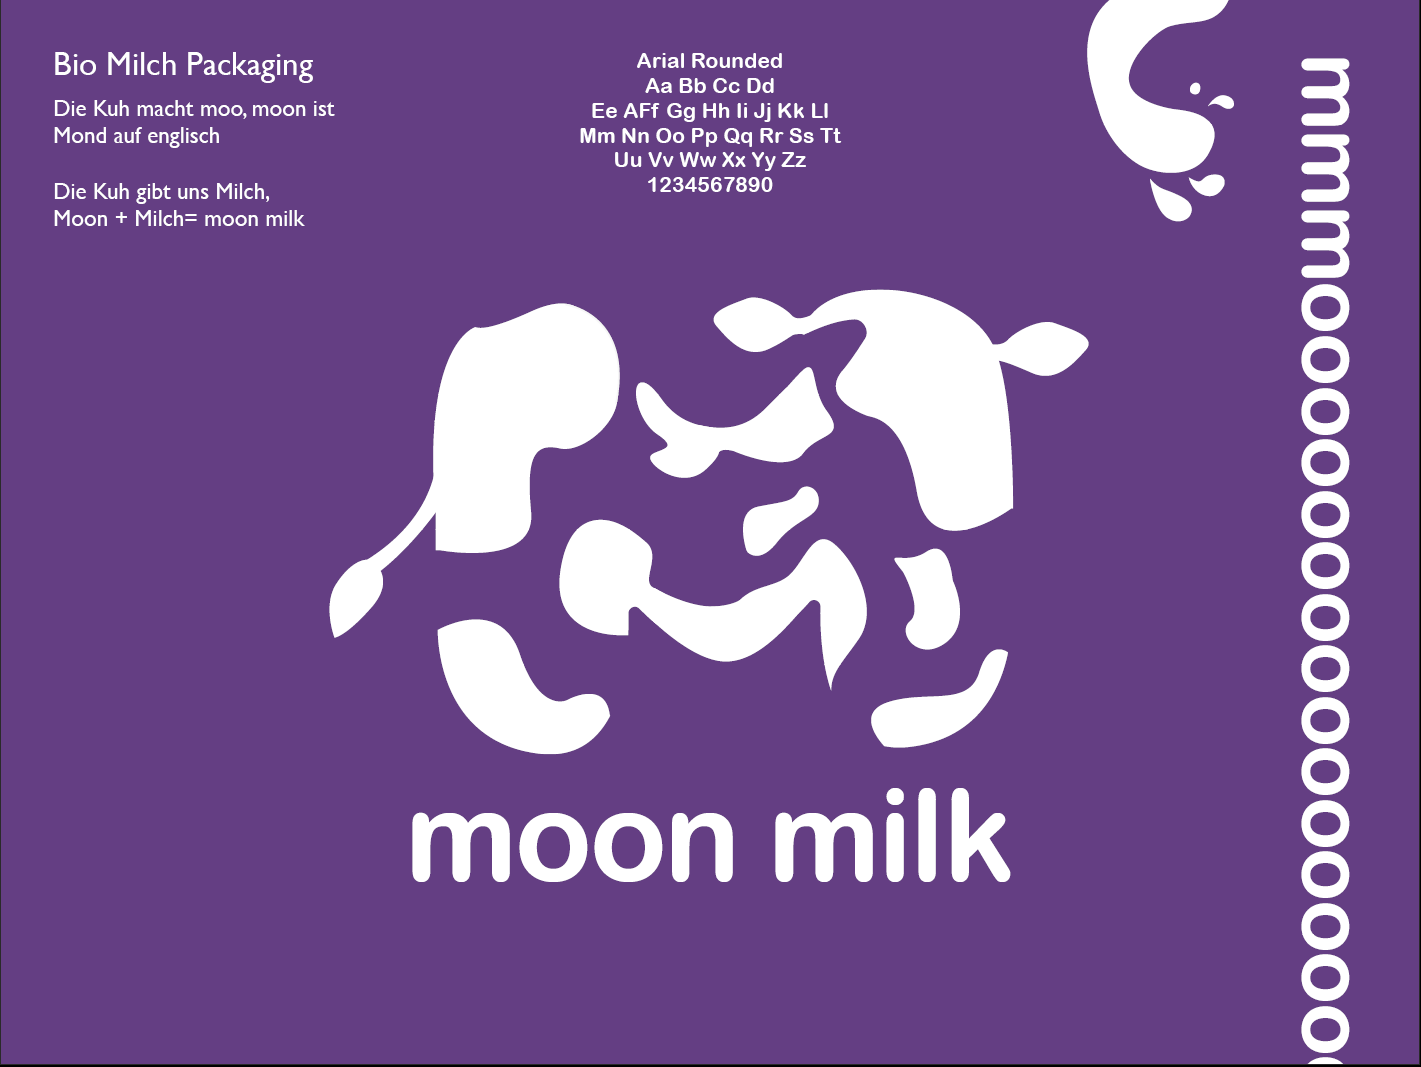 Bio Milch Packaging
Die Kuh macht moo, moon ist
Mond auf englisch
Die Kuh gibt uns Milch,
Moon + Milch= moon milk
Arial Rounded
Aa Bb Cc Dd
Ee AFf Gg Hh Ii Jj Kk Ll
Mm Nn Oo Pp Qq Rr Ss Tt
Uu Vv Ww Xx Yy Zz
1234567890
moon milk
mmmoooooooooooooooo